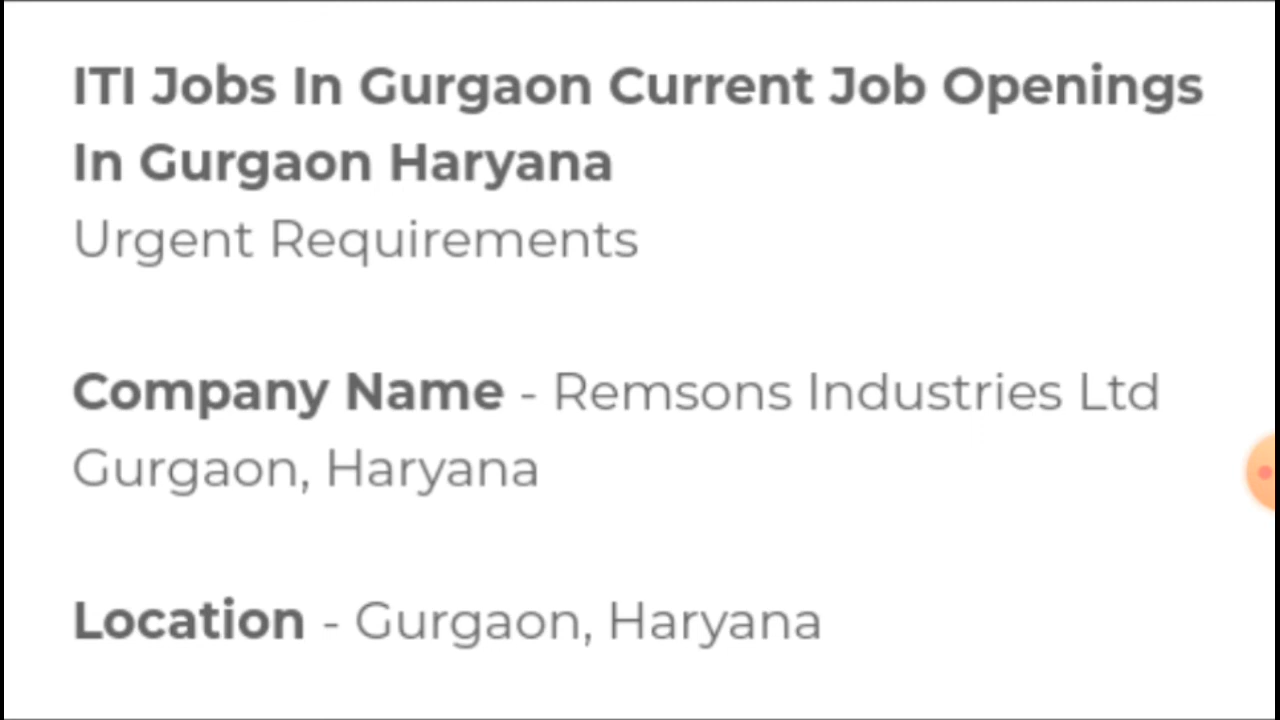 ITI Jobs In Gurgaon Current Job Openings
In Gurgaon Haryana
Urgent Requirements
Company Name - Remsons Industries Ltd
Gurgaon, Haryana
Location - Gurgaon, Haryana